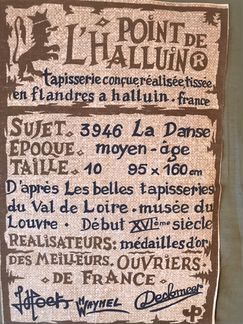 POINT DE
L'HALLUIN®
tapisserie conçue réalisée, tissée
en flandres a halluin. france
SUJET. 3946 La Danse
EPOQUE. moyen-âge
TAILLE. 10 95 x 160 cm
D'après Les belles tapisseries
du Val de Loire. musée du
Louvre. Début XVIème siècle
REALISATEURS: médailles d'or
DES MEILLEURS. OUVRIERS
. DE FRANCE.